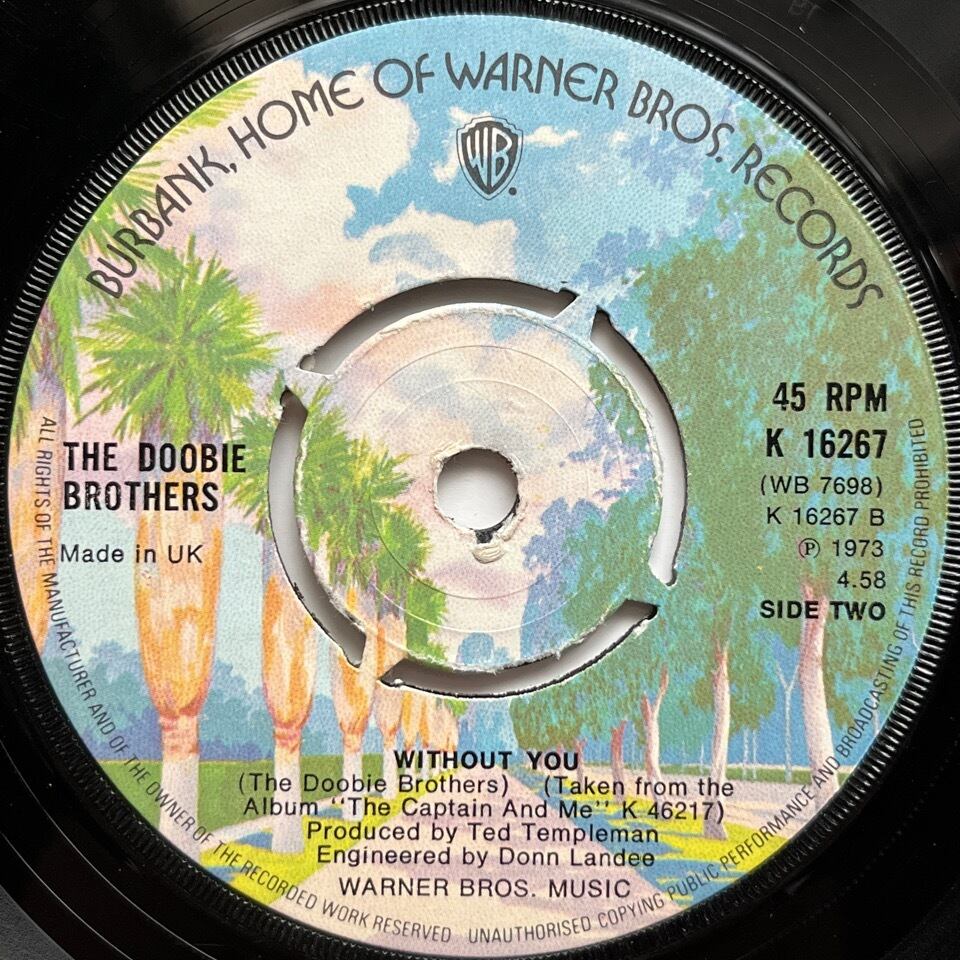 BURBANK, HOME OF WARNER BROS. RECORDS
WB
45 RPM
K 16267
(WB 7698)
K 16267 B
℗ 1973
4.58
SIDE TWO
THE DOOBIE
BROTHERS
Made in UK
WITHOUT YOU
(The Doobie Brothers) (Taken from the
Album "The Captain And Me" K 46217)
Produced by Ted Templeman
Engineered by Donn Landee
WARNER BROS. MUSIC
ALL RIGHTS OF THE MANUFACTURER AND OF THE OWNER OF THE RECORDED WORK RESERVED UNAUTHORISED COPYING PUBLIC PERFORMANCE AND BROADCASTING OF THIS RECORD PROHIBITED